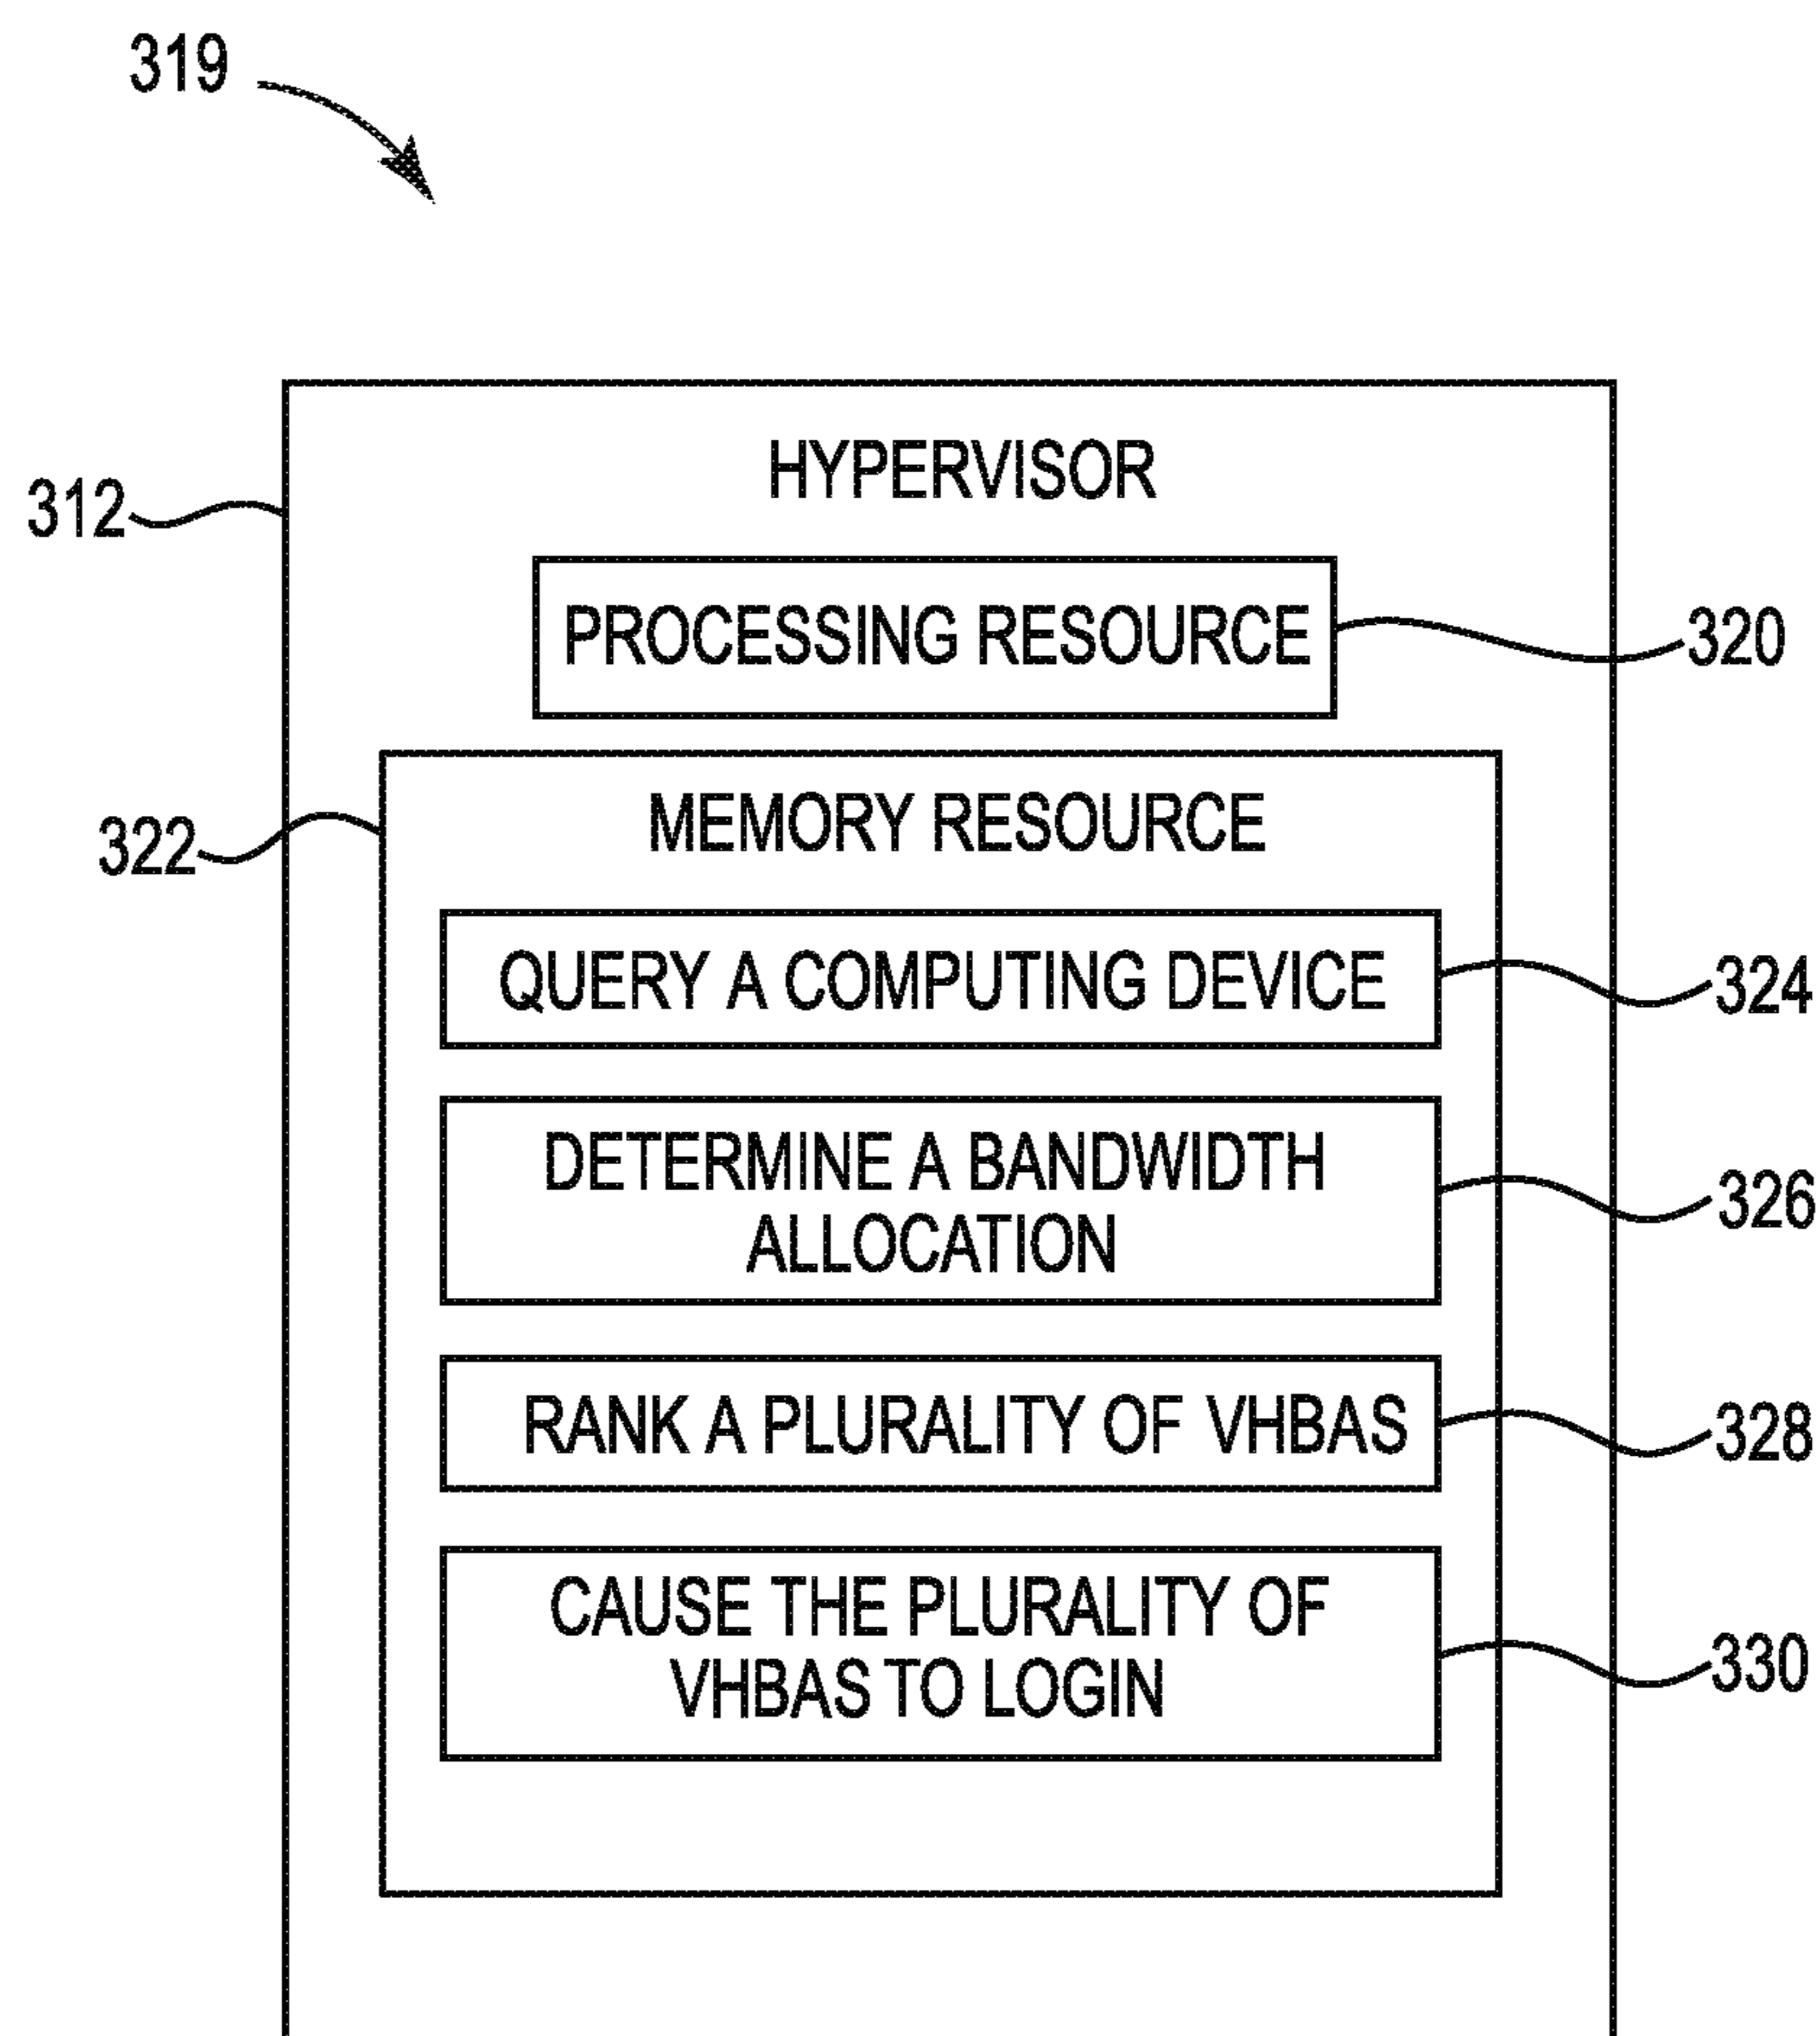 319
HYPERVISOR
312
PROCESSING RESOURCE
320
MEMORY RESOURCE
322
QUERY A COMPUTING DEVICE
324
DETERMINE A BANDWIDTH
ALLOCATION
326
RANK A PLURALITY OF VHBAS
328
CAUSE THE PLURALITY OF
VHBAS TO LOGIN
330